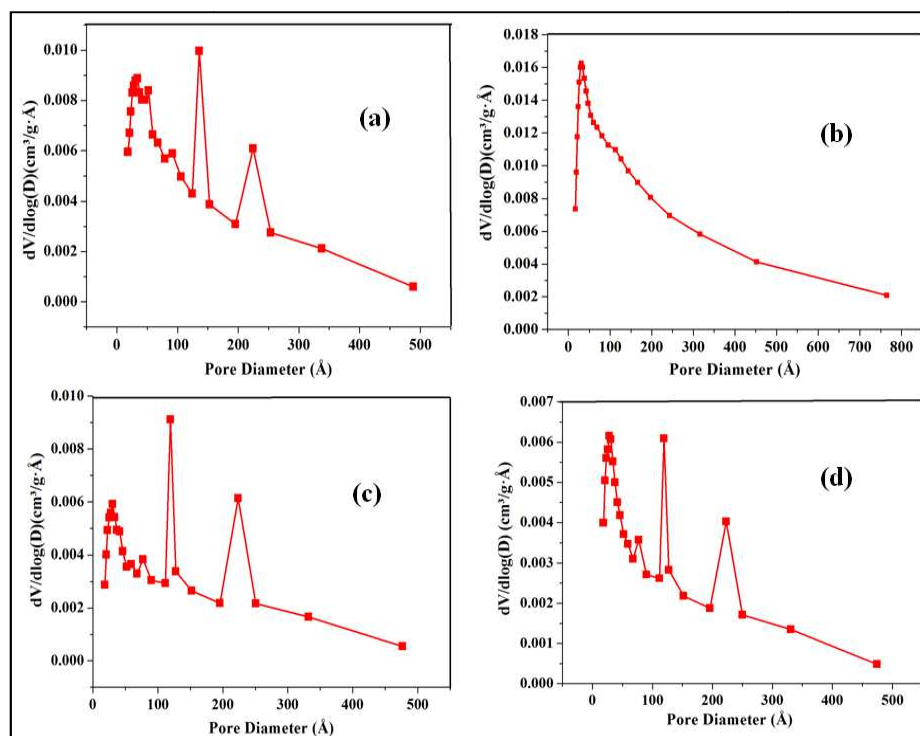 dV/dlog(D)(cm³/g·Å)
0.010
0.008
0.006
0.004
0.002
0.000
(a)
0 100 200 300 400 500
Pore Diameter (Å)
dV/dlog(D)(cm³/g·Å)
0.018
0.016
0.014
0.012
0.010
0.008
0.006
0.004
0.002
0.000
(b)
0 100 200 300 400 500 600 700 800
Pore Diameter (Å)
dV/dlog(D)(cm³/g·Å)
0.010
0.008
0.006
0.004
0.002
0.000
(c)
0 100 200 300 400 500
Pore Diameter (Å)
dV/dlog(D) (cm³/g·Å)
0.007
0.006
0.005
0.004
0.003
0.002
0.001
0.000
(d)
0 100 200 300 400 500
Pore Diameter (Å)